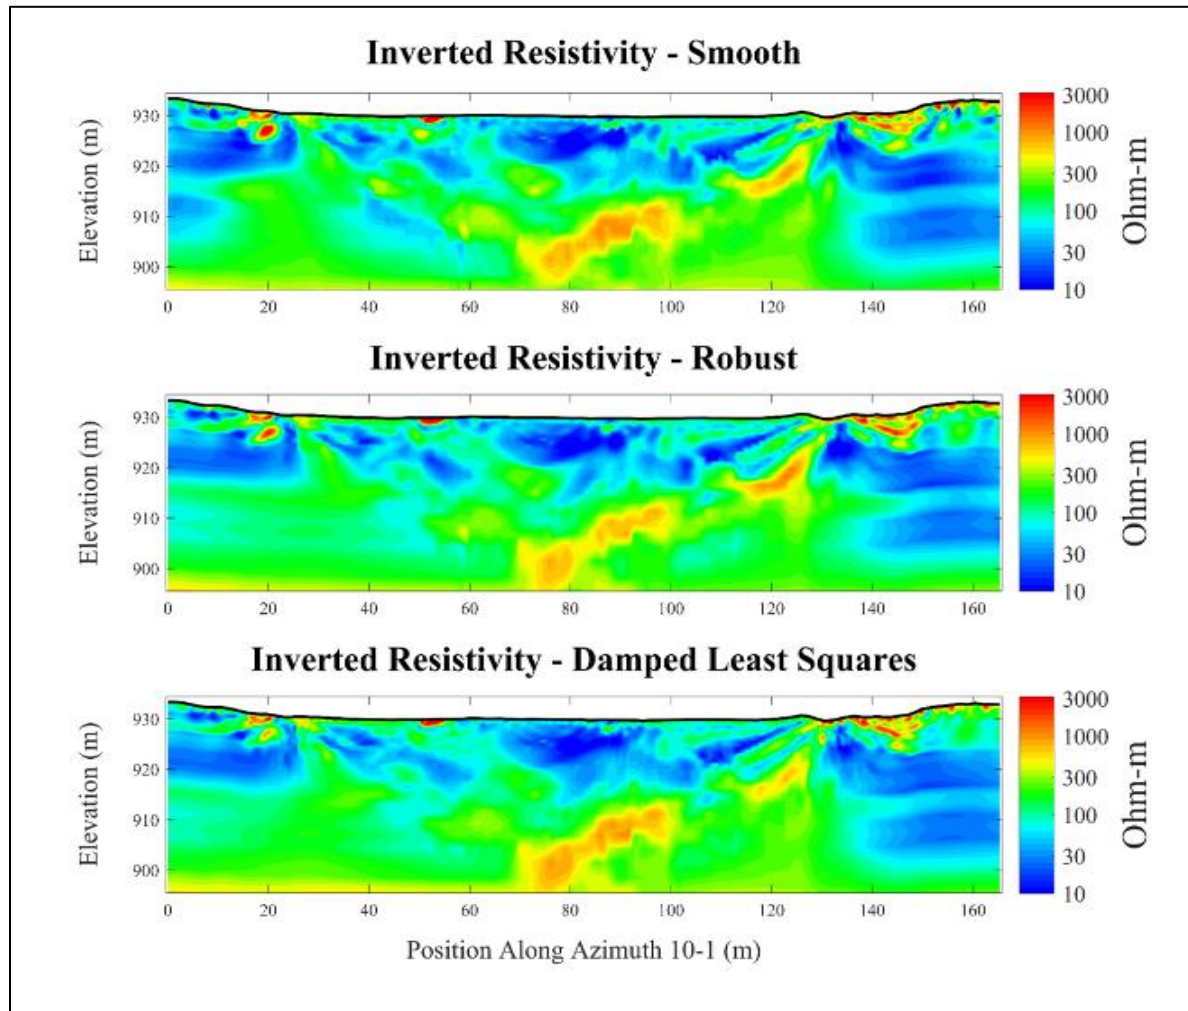 Inverted Resistivity - Smooth
Elevation (m)
930
920
910
900
0 20 40 60 80 100 120 140 160
3000
1000
300
100
30
10
Ohm-m
Inverted Resistivity - Robust
Elevation (m)
930
920
910
900
0 20 40 60 80 100 120 140 160
3000
1000
300
100
30
10
Ohm-m
Inverted Resistivity - Damped Least Squares
Elevation (m)
930
920
910
900
0 20 40 60 80 100 120 140 160
3000
1000
300
100
30
10
Ohm-m
Position Along Azimuth 10-1 (m)